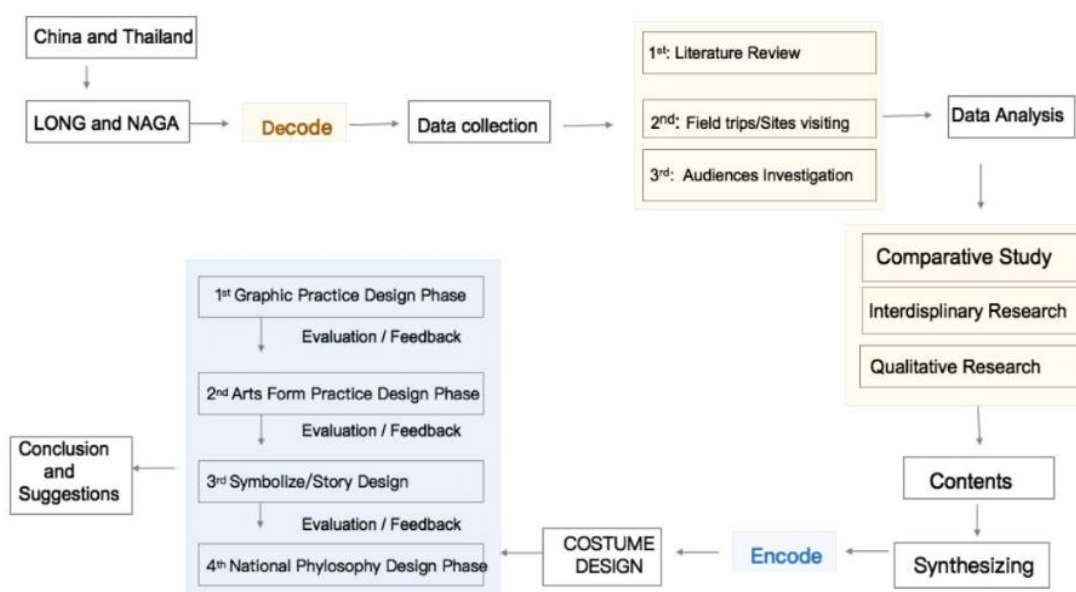 China and Thailand
LONG and NAGA
Decode
Data collection
1st: Literature Review
2nd: Field trips/Sites visiting
3rd: Audiences Investigation
Data Analysis
Comparative Study
Interdisplinary Research
Qualitative Research
Contents
Synthesizing
Encode
COSTUME
DESIGN
1st Graphic Practice Design Phase
Evaluation / Feedback
2nd Arts Form Practice Design Phase
Evaluation / Feedback
3rd Symbolize/Story Design
Evaluation / Feedback
4th National Phylosophy Design Phase
Conclusion
and
Suggestions